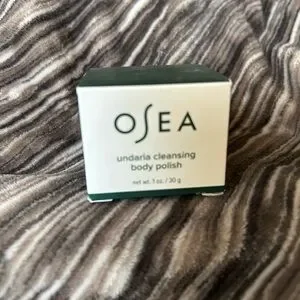 OSEA
undaria cleansing
body polish
net wt. 1 oz. / 30 g